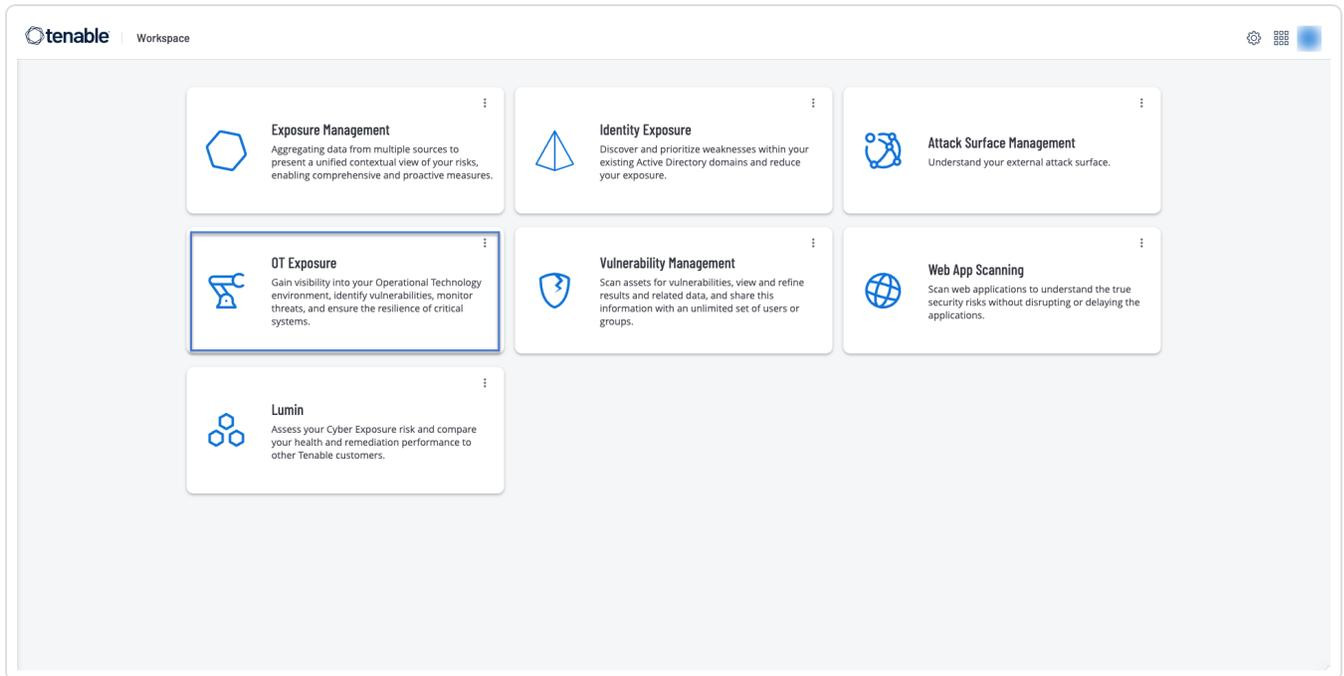 tenable
Workspace
Exposure Management
Aggregating data from multiple sources to
present a unified contextual view of your risks,
enabling comprehensive and proactive measures.
Identity Exposure
Discover and prioritize weaknesses within your
existing Active Directory domains and reduce
your exposure.
Attack Surface Management
Understand your external attack surface.
OT Exposure
Gain visibility into your Operational Technology
environment, identify vulnerabilities, monitor
threats, and ensure the resilience of critical
systems.
Vulnerability Management
Scan assets for vulnerabilities, view and refine
results and related data, and share this
information with an unlimited set of users or
groups.
Web App Scanning
Scan web applications to understand the true
security risks without disrupting or delaying the
applications.
Lumin
Assess your Cyber Exposure risk and compare
your health and remediation performance to
other Tenable customers.